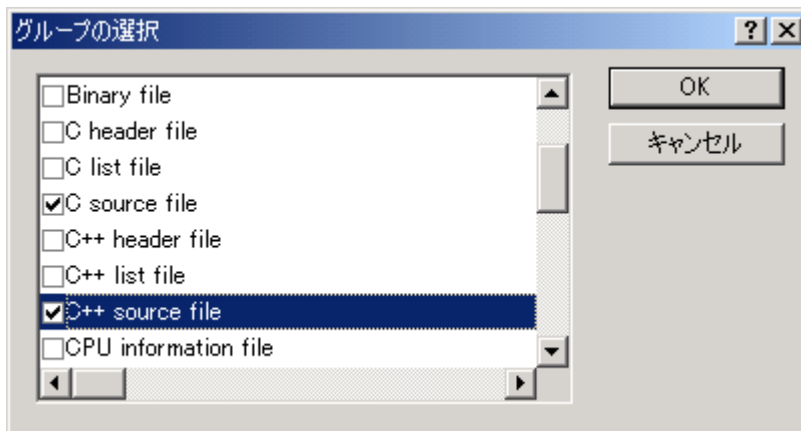 グループの選択
Binary file
C header file
C list file
C source file
C++ header file
C++ list file
C++ source file
CPU information file
OK
キャンセル